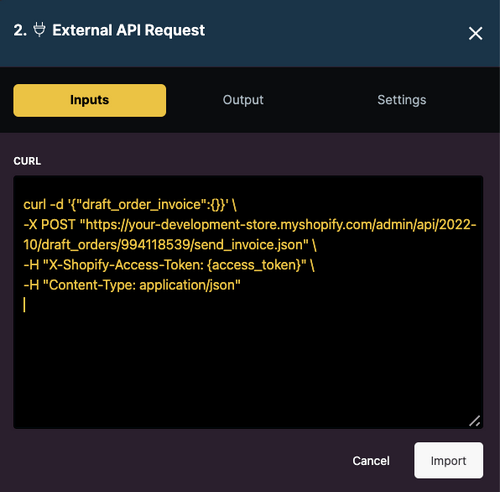 2. External API Request
Inputs
Output
Settings
CURL
curl -d '{"draft_order_invoice":{}}' \
-X POST "https://your-development-store.myshopify.com/admin/api/2022-
10/draft_orders/994118539/send_invoice.json" \
-H "X-Shopify-Access-Token: {access_token}" \
-H "Content-Type: application/json"
Cancel
Import